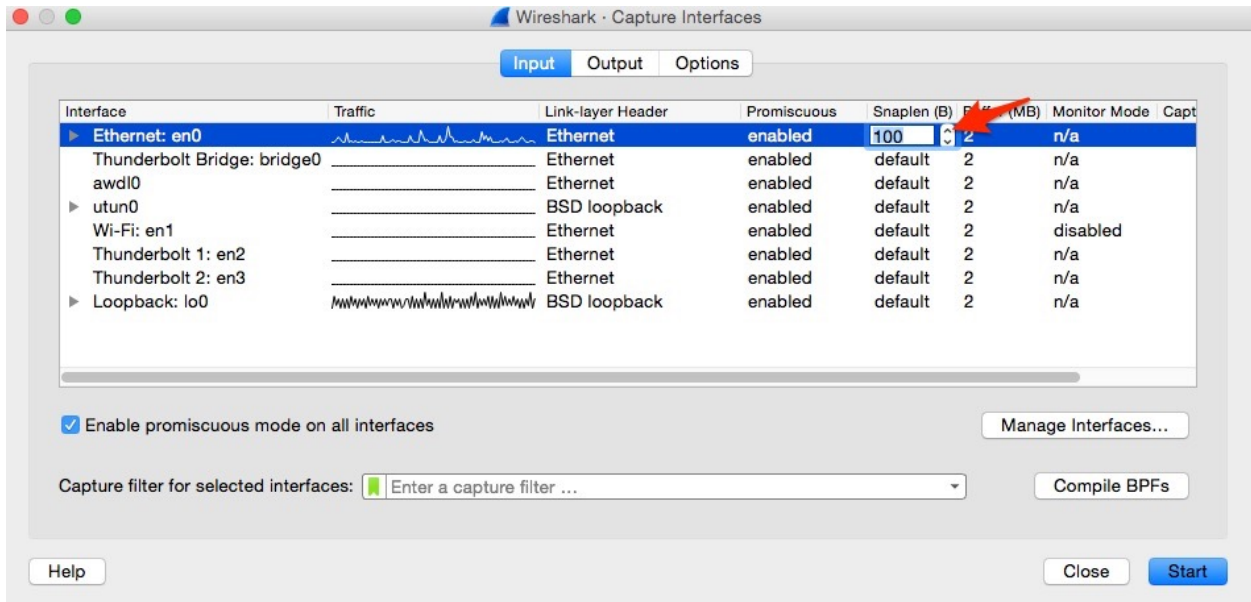 Wireshark · Capture Interfaces
Input Output Options
Interface Traffic Link-layer Header Promiscuous Snaplen (B) (MB) Monitor Mode Capt
Ethernet: en0 Ethernet enabled 100 2 n/a
Thunderbolt Bridge: bridge0 Ethernet enabled default 2 n/a
awdl0 Ethernet enabled default 2 n/a
utun0 BSD loopback enabled default 2 n/a
Wi-Fi: en1 Ethernet enabled default 2 disabled
Thunderbolt 1: en2 Ethernet enabled default 2 n/a
Thunderbolt 2: en3 Ethernet enabled default 2 n/a
Loopback: lo0 BSD loopback enabled default 2 n/a
Enable promiscuous mode on all interfaces Manage Interfaces...
Capture filter for selected interfaces: Enter a capture filter ... Compile BPFs
Help Close Start